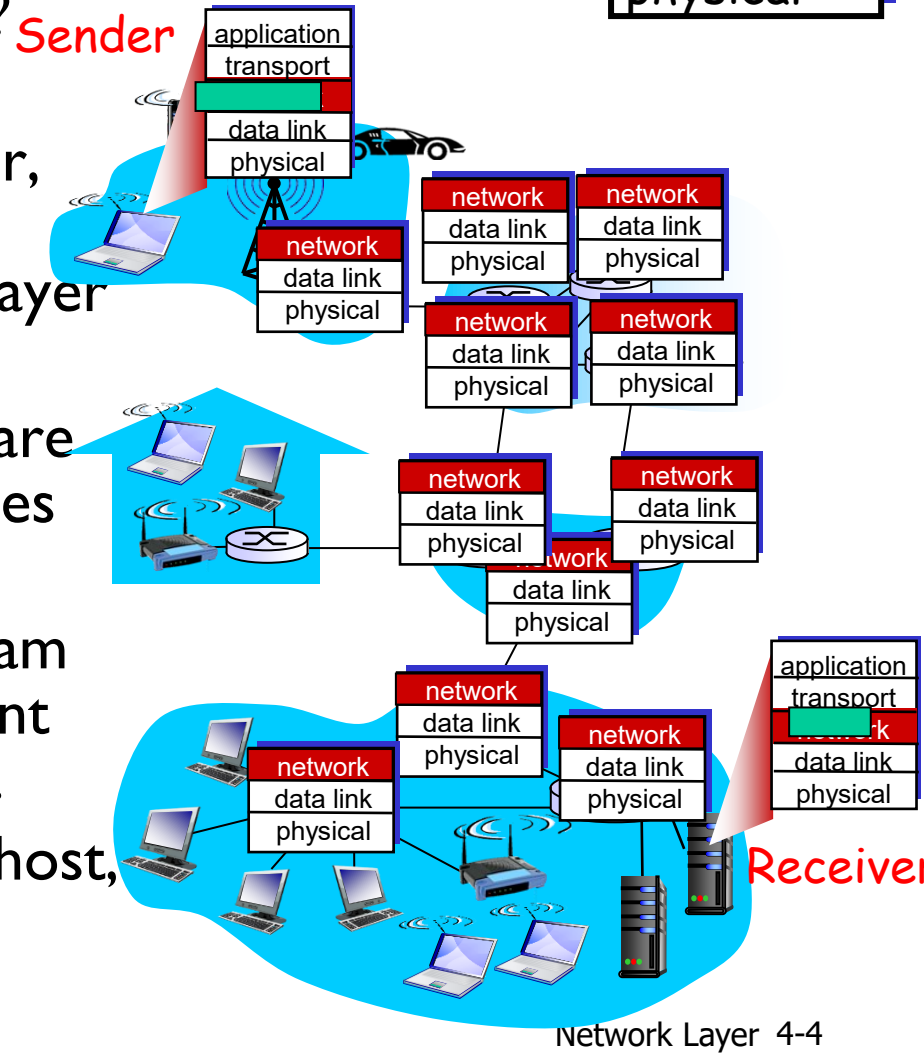 physical
Sender
application
transport
data link
physical
r,
network
data link
physical
network
data link
physical
network
data link
physical
ayer
network
data link
physical
network
data link
physical
are
es
network
data link
physical
network
data link
physical
network
data link
physical
am
nt
network
data link
physical
application
transport
network
data link
physical
network
data link
physical
network
data link
physical
host,
Receiver
Network Layer 4-4